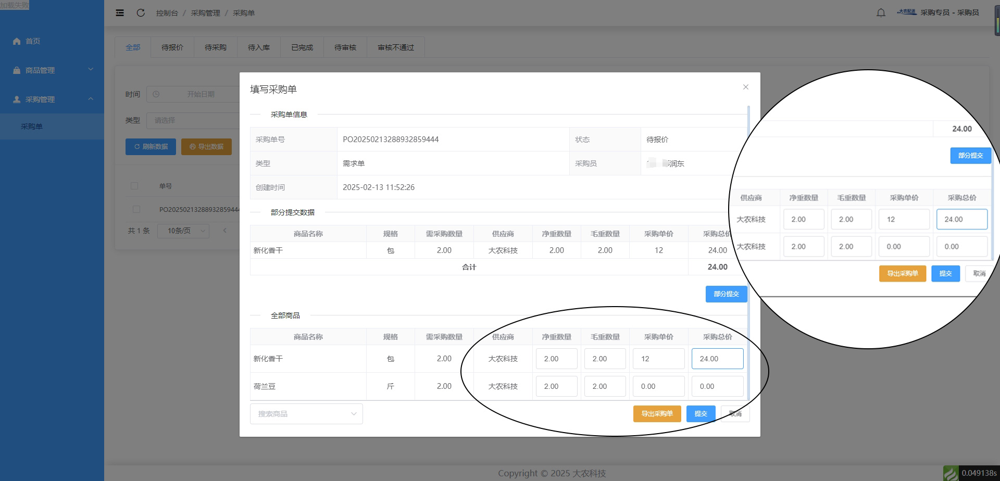 加载失败
控制台 / 采购管理 / 采购单
大农配送 采购专员 - 采购员
首页
商品管理
采购管理
采购单
全部 待报价 待采购 待入库 已完成 待审核 审核不通过
时间 开始日期
类型 请选择
刷新数据 导出数据
单号
PO20250213288932859444
共 1 条 10条/页
填写采购单
采购单信息
采购单号 PO20250213288932859444 状态 待报价
类型 需求单 采购员 润东
创建时间 2025-02-13 11:52:26
部分提交数据
商品名称 规格 需采购数量 供应商 净重数量 毛重数量 采购单价 采购总价
新化香干 包 2.00 大农科技 2.00 2.00 12 24.00
合计 24.00
部分提交
全部商品
商品名称 规格 需采购数量 供应商 净重数量 毛重数量 采购单价 采购总价
新化香干 包 2.00 大农科技 2.00 2.00 12 24.00
荷兰豆 斤 2.00 大农科技 2.00 2.00 0.00 0.00
搜索商品 导出采购单 提交 取消
24.00
部分提交
供应商 净重数量 毛重数量 采购单价 采购总价
大农科技 2.00 2.00 12 24.00
大农科技 2.00 2.00 0.00 0.00
导出采购单 提交 取消
Copyright © 2025 大农科技
0.049138s